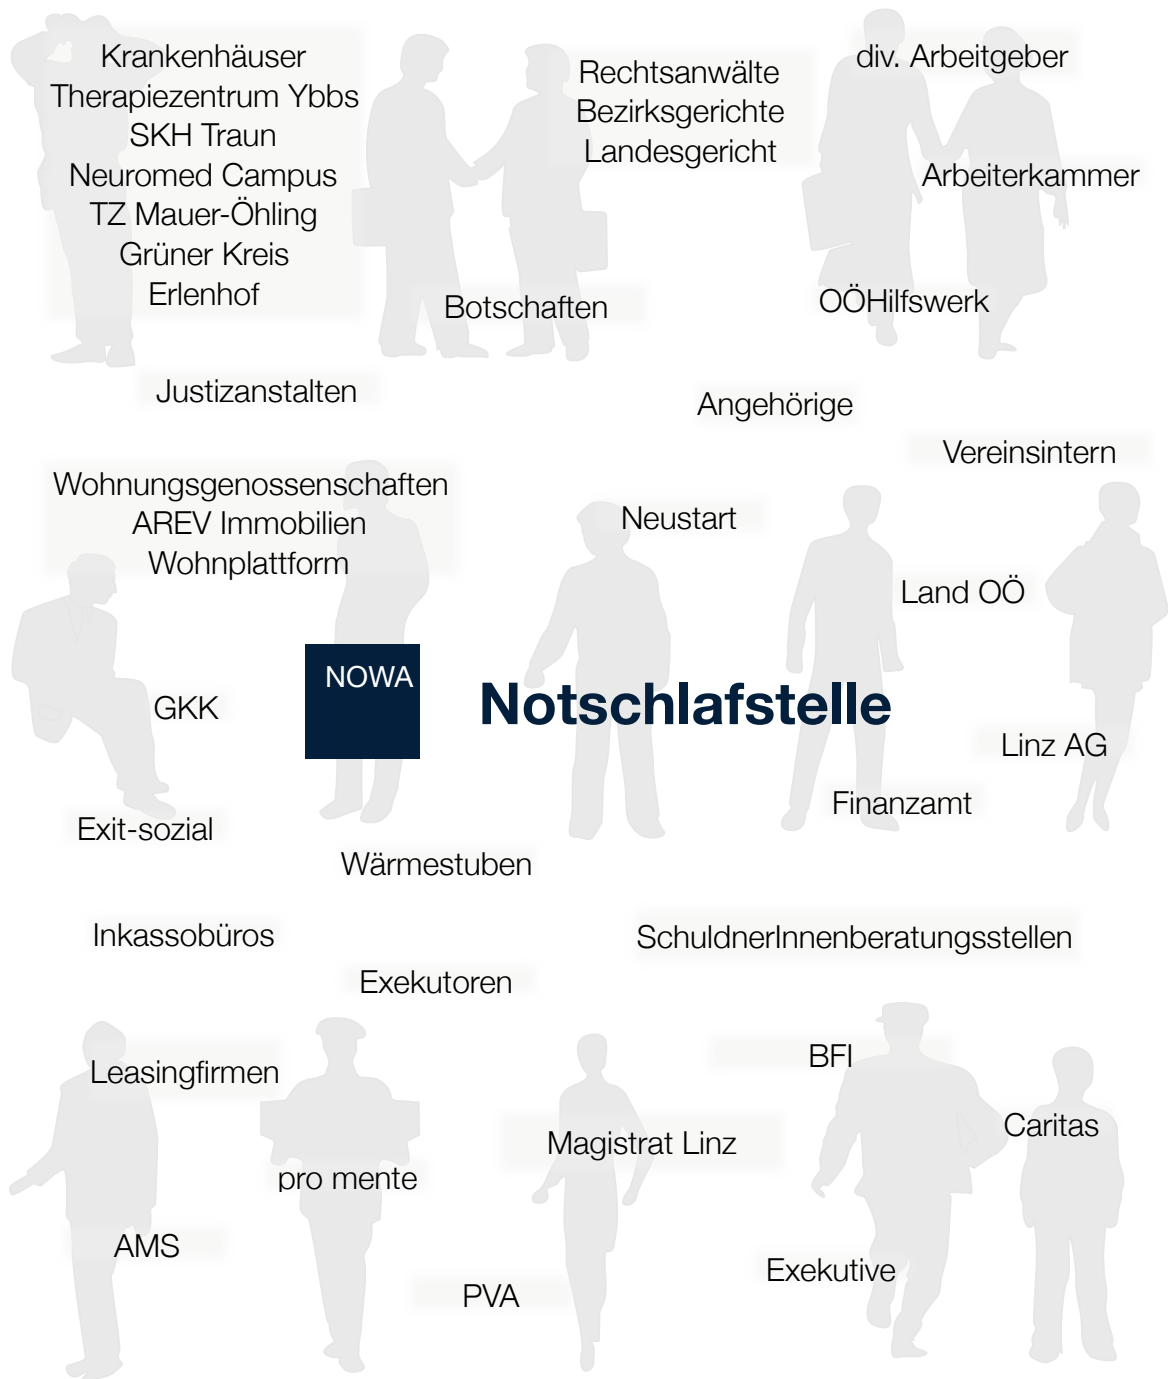 Krankenhäuser
Therapiezentrum Ybbs
SKH Traun
Neuromed Campus
TZ Mauer-Öhling
Grüner Kreis
Erlenhof
Rechtsanwälte
Bezirksgerichte
Landesgericht
div. Arbeitgeber
Arbeiterkammer
Botschaften
OÖHilfswerk
Justizanstalten
Angehörige
Vereinsintern
Wohnungsgenossenschaften
AREV Immobilien
Wohnplattform
Neustart
Land OÖ
GKK
NOWA
Notschlafstelle
Linz AG
Finanzamt
Exit-sozial
Wärmestuben
Inkassobüros
SchuldnerInnenberatungsstellen
Exekutoren
Leasingfirmen
BFI
Caritas
Magistrat Linz
pro mente
AMS
Exekutive
PVA